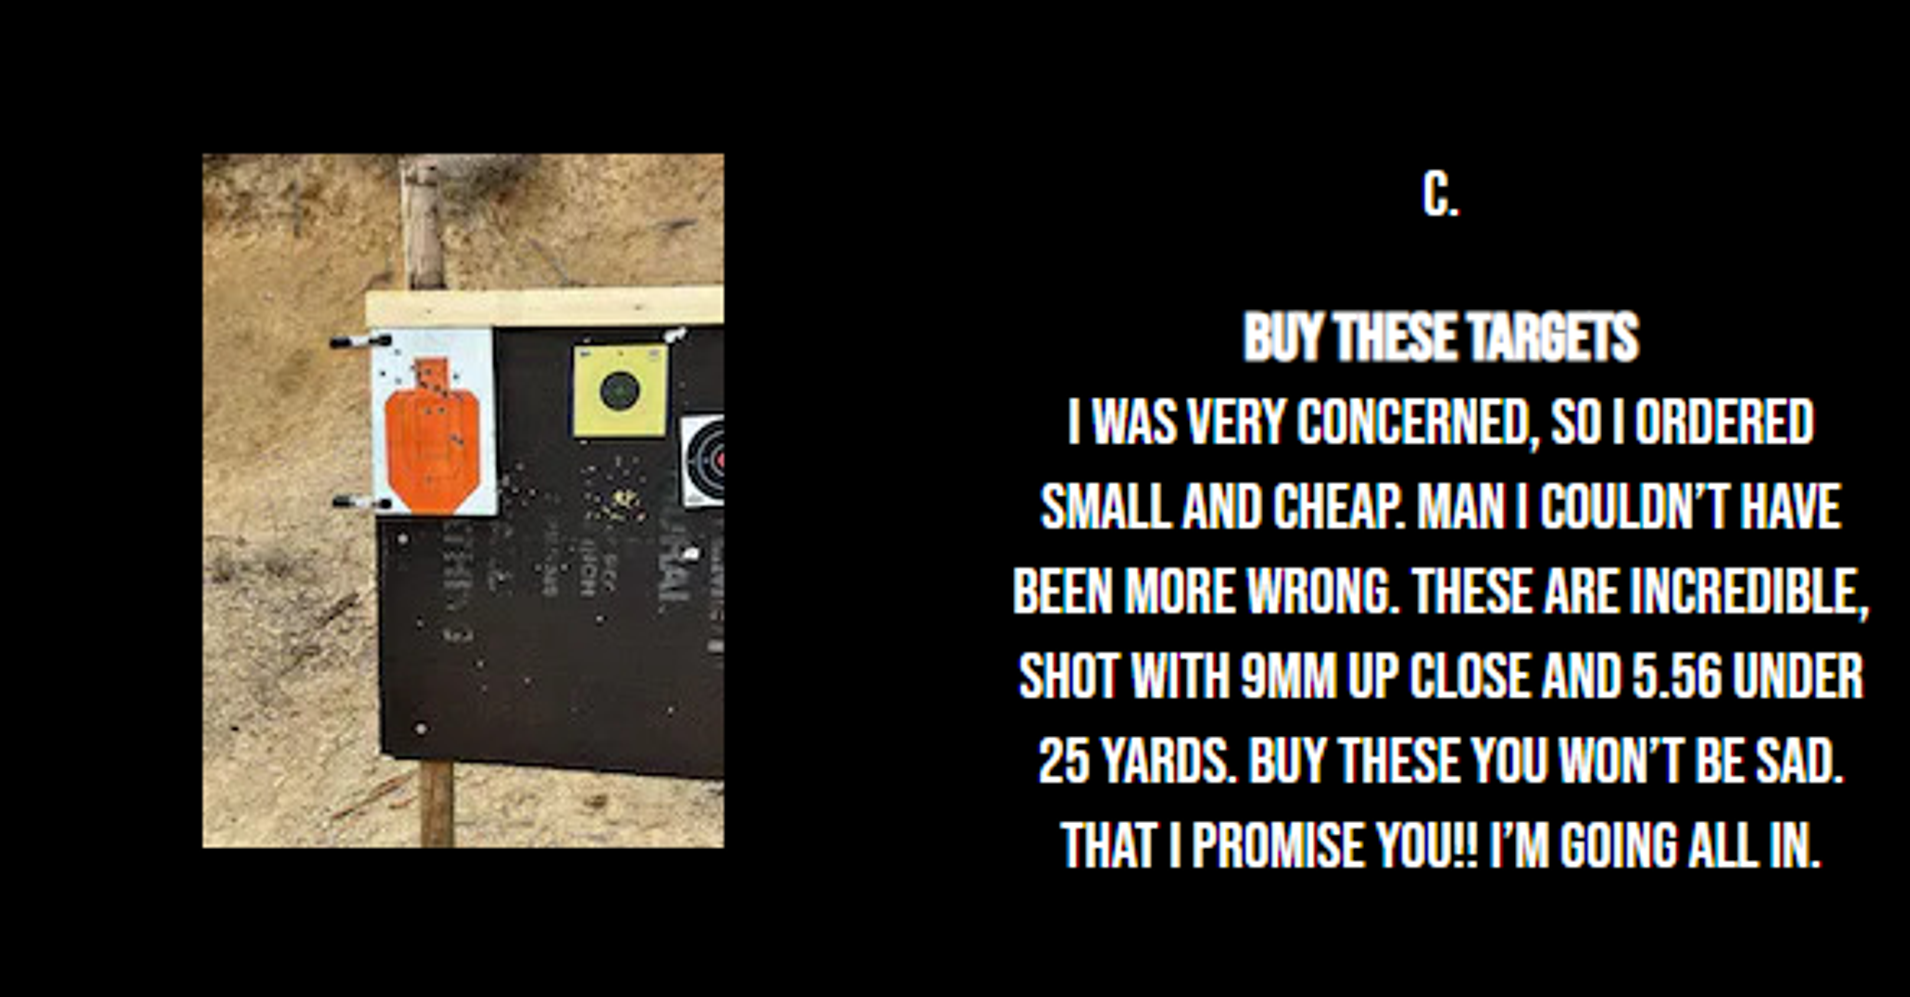 C.
BUY THESE TARGETS
I WAS VERY CONCERNED, SO I ORDERED
SMALL AND CHEAP. MAN I COULDN’T HAVE
BEEN MORE WRONG. THESE ARE INCREDIBLE,
SHOT WITH 9MM UP CLOSE AND 5.56 UNDER
25 YARDS. BUY THESE YOU WON’T BE SAD.
THAT I PROMISE YOU!! I’M GOING ALL IN.